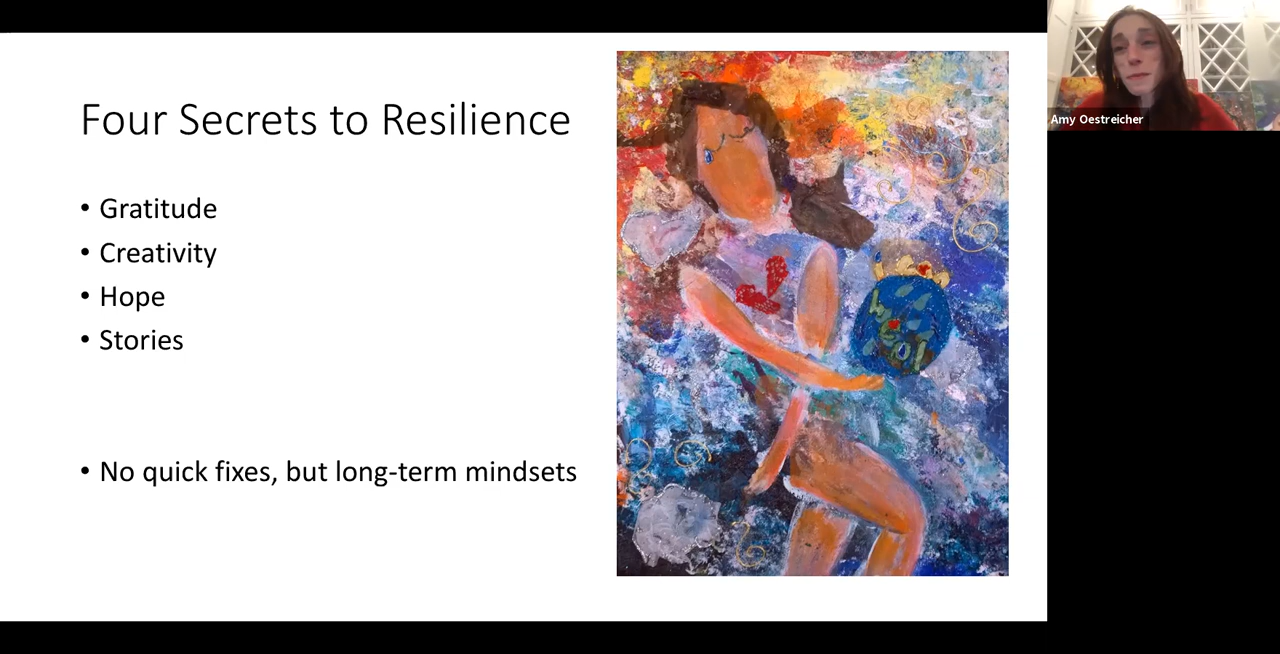 Four Secrets to Resilience
• Gratitude
• Creativity
• Hope
• Stories
• No quick fixes, but long-term mindsets
Amy Oestreicher